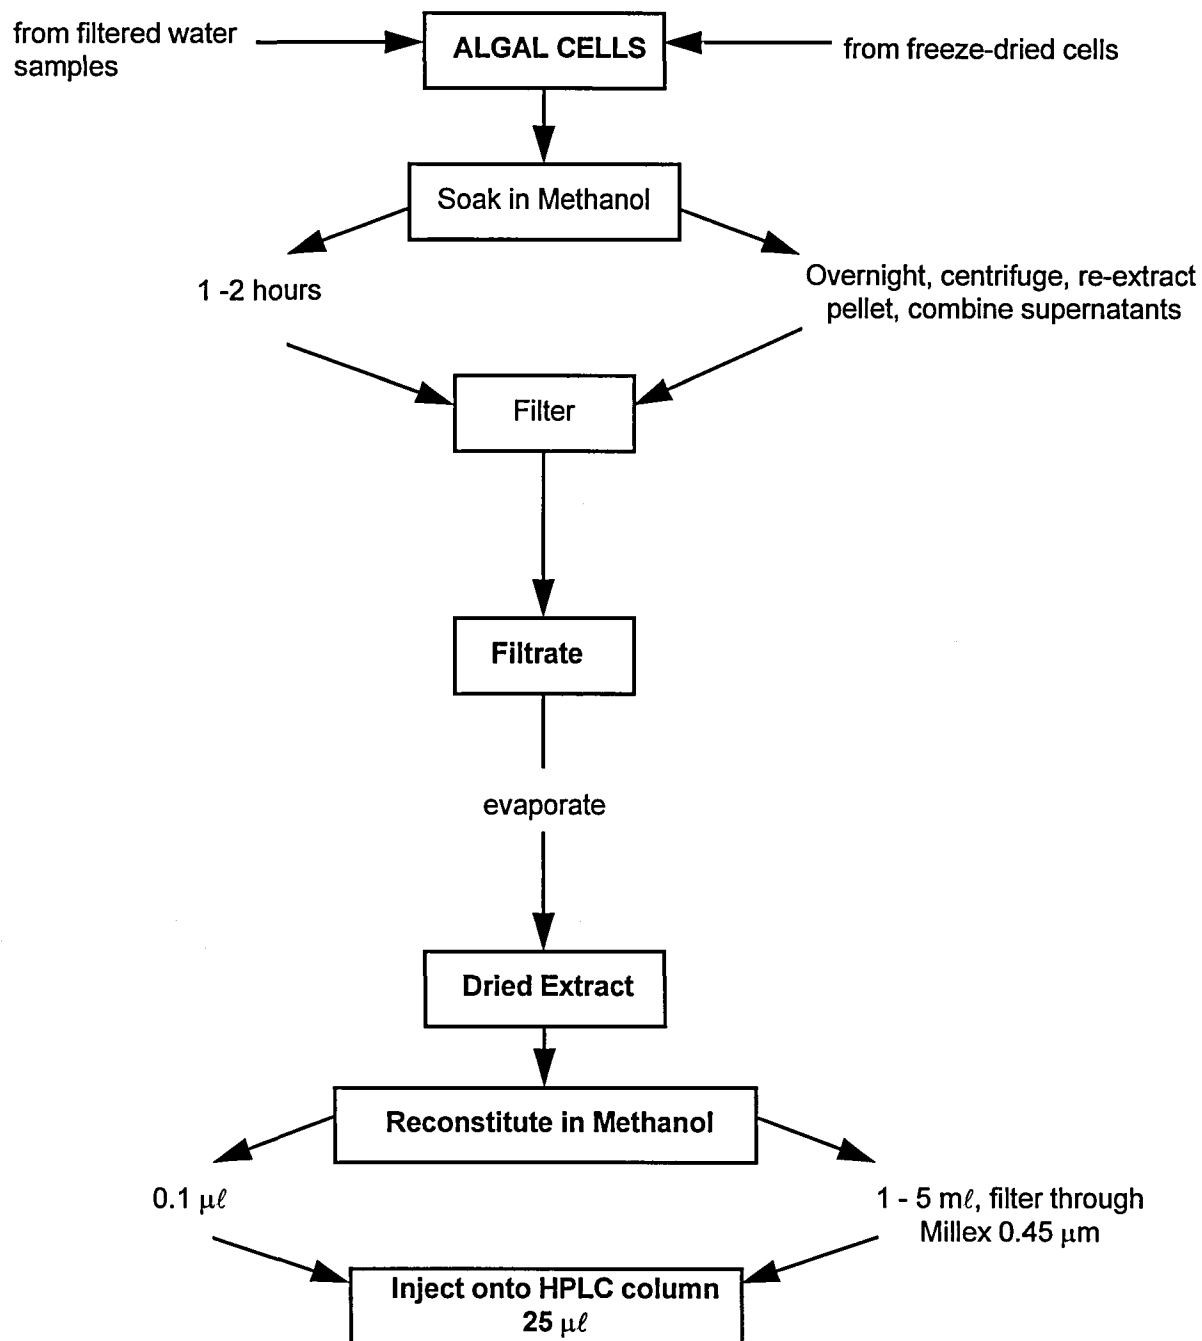 from filtered water
samples
ALGAL CELLS
from freeze-dried cells
Soak in Methanol
1 -2 hours
Overnight, centrifuge, re-extract
pellet, combine supernatants
Filter
Filtrate
evaporate
Dried Extract
Reconstitute in Methanol
0.1 µℓ
1 - 5 mℓ, filter through
Millex 0.45 µm
Inject onto HPLC column
25 µℓ